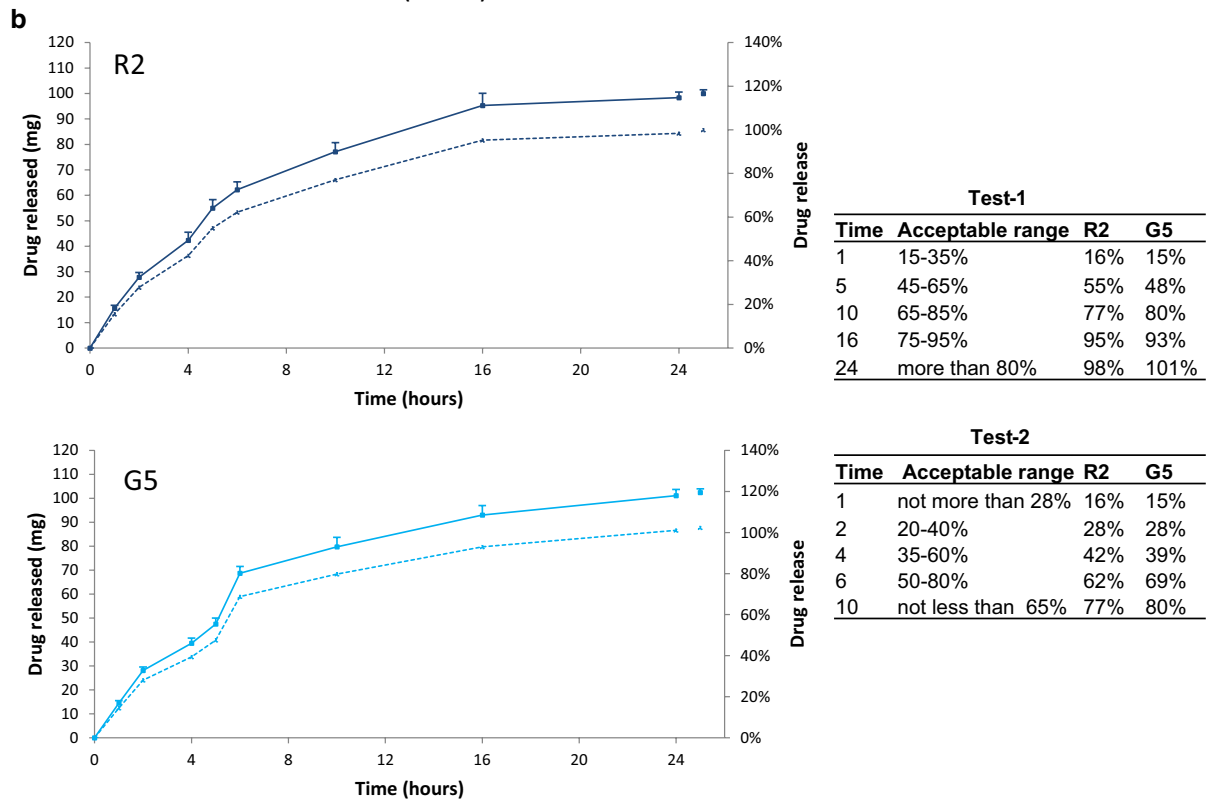 b
R2
120
110
100
90
80
70
60
50
40
30
20
10
0
Drug released (mg)
140%
120%
100%
80%
60%
40%
20%
0%
Drug release
0 4 8 12 16 20 24
Time (hours)
Test-1
Time Acceptable range R2 G5
1 15-35% 16% 15%
5 45-65% 55% 48%
10 65-85% 77% 80%
16 75-95% 95% 93%
24 more than 80% 98% 101%
G5
120
110
100
90
80
70
60
50
40
30
20
10
0
Drug released (mg)
140%
120%
100%
80%
60%
40%
20%
0%
Drug release
0 4 8 12 16 20 24
Time (hours)
Test-2
Time Acceptable range R2 G5
1 not more than 28% 16% 15%
2 20-40% 28% 28%
4 35-60% 42% 39%
6 50-80% 62% 69%
10 not less than 65% 77% 80%